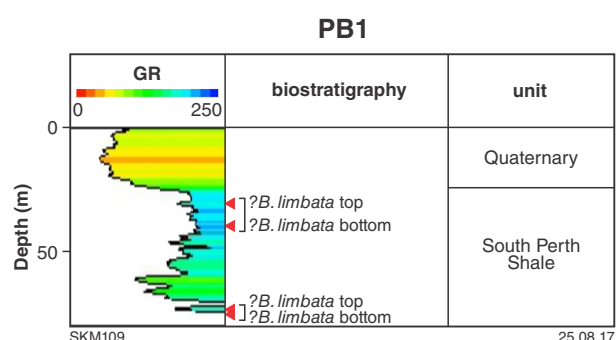 PB1
GR
0 250
biostratigraphy
unit
0
Quaternary
?B. limbata top
?B. limbata bottom
South Perth
Shale
50
Depth (m)
?B. limbata top
?B. limbata bottom
SKM109
25.08.17